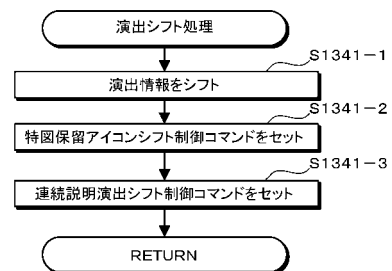 演出シフト処理
S1341-1
演出情報をシフト
S1341-2
特図保留アイコンシフト制御コマンドをセット
S1341-3
連続説明演出シフト制御コマンドをセット
RETURN